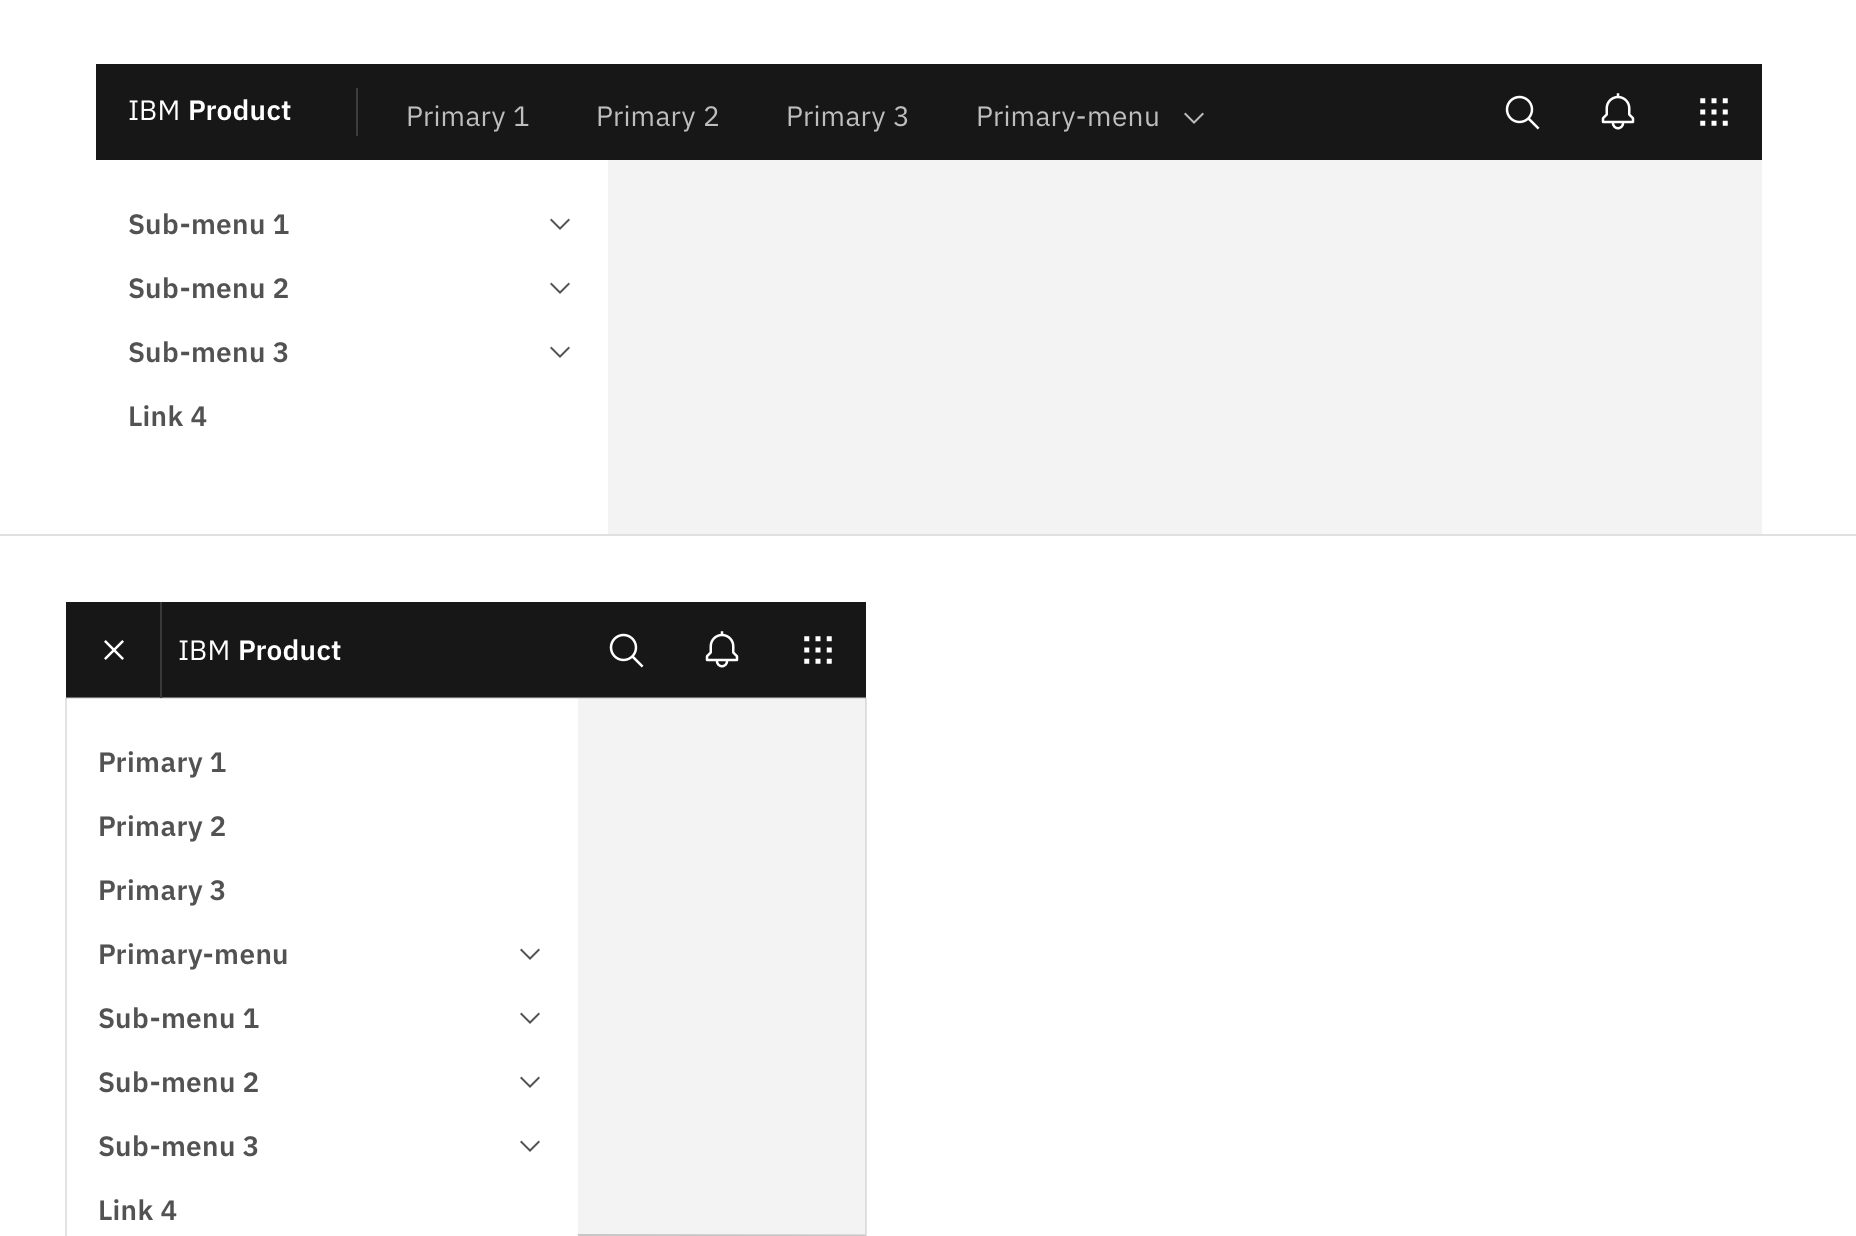 IBM Product Primary 1 Primary 2 Primary 3 Primary-menu
Sub-menu 1
Sub-menu 2
Sub-menu 3
Link 4
IBM Product
Primary 1
Primary 2
Primary 3
Primary-menu
Sub-menu 1
Sub-menu 2
Sub-menu 3
Link 4